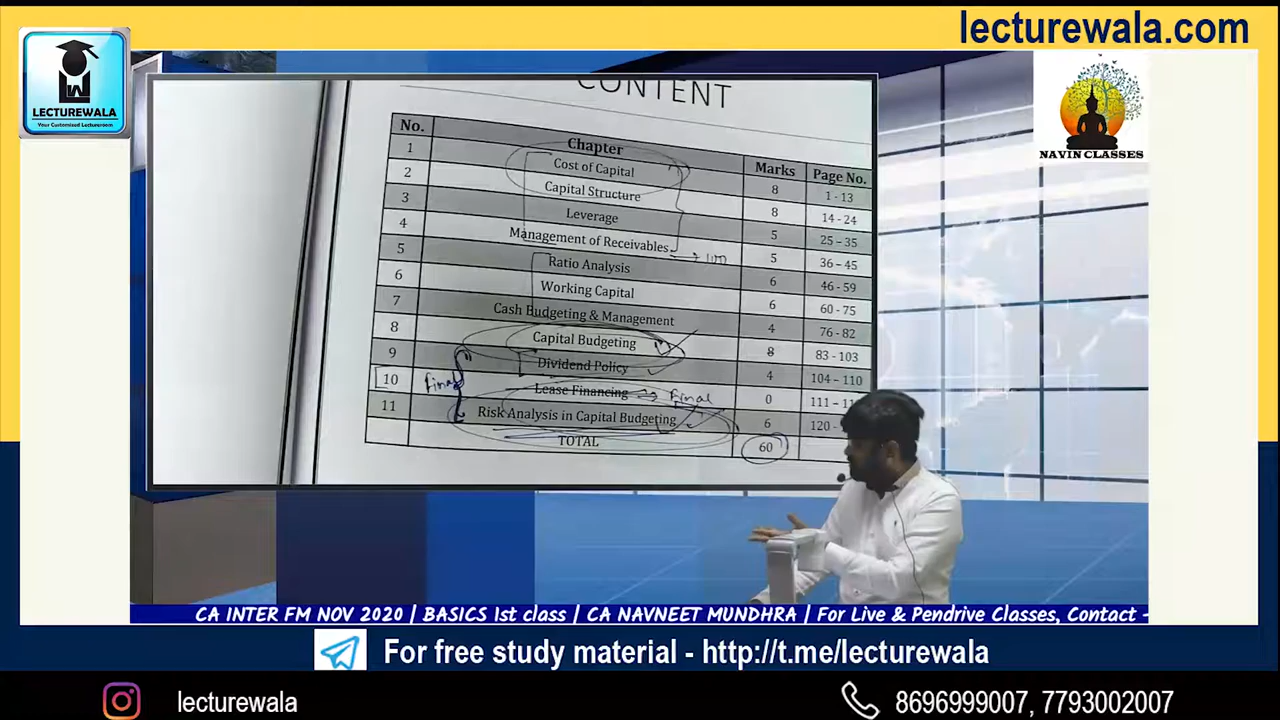 lecturewala.com
LECTUREWALA
Your Customised Lectureroom
NAVIN CLASSES
CONTENT
No. Chapter Marks Page No.
1 Cost of Capital 8 1 - 13
2 Capital Structure 8 14 - 24
3 Leverage 5 25 - 35
4 Management of Receivables 5 36 - 45
5 Ratio Analysis 6 46 - 59
6 Working Capital 6 60 - 75
7 Cash Budgeting & Management 4 76 - 82
8 Capital Budgeting 8 83 - 103
9 Dividend Policy 4 104 - 110
10 Lease Financing 0 111 -
11 Risk Analysis in Capital Budgeting 6 120 -
TOTAL 60
Final
Final
CA INTER FM NOV 2020 | BASICS 1st class | CA NAVNEET MUNDHRA | For Live & Pendrive Classes, Contact -
For free study material - http://t.me/lecturewala
lecturewala
8696999007, 7793002007